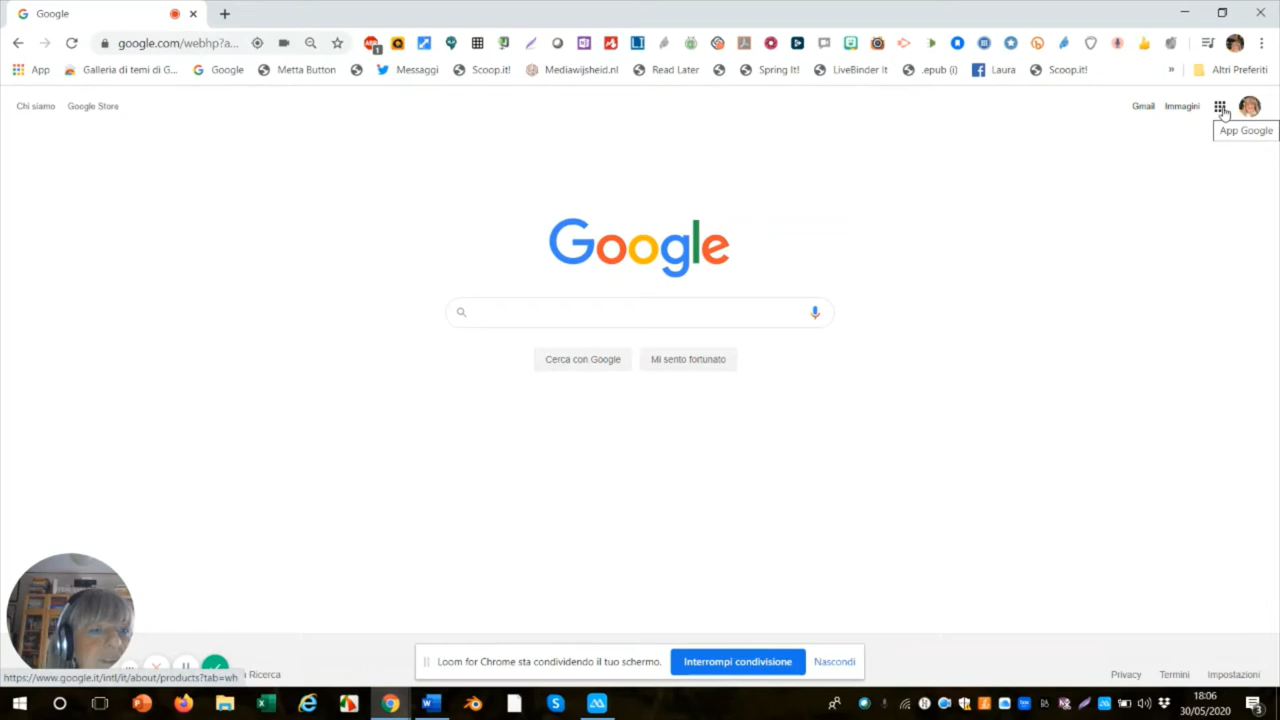 Google
google.com/webhp?a...
1
App
Galleria di temi di G...
Google
Metta Button
Messaggi
Scoop.it!
Mediawijsheid.nl
Read Later
Spring It!
LiveBinder It
.epub (i)
Laura
Scoop.it!
»
Altri Preferiti
Chi siamo
Google Store
Gmail
Immagini
App Google
Google
Cerca con Google
Mi sento fortunato
Loom for Chrome sta condividendo il tuo schermo.
Interrompi condivisione
Nascondi
a Ricerca
https://www.google.it/intl/it/about/products?tab=wh
Privacy
Termini
Impostazioni
18:06
30/05/2020
3